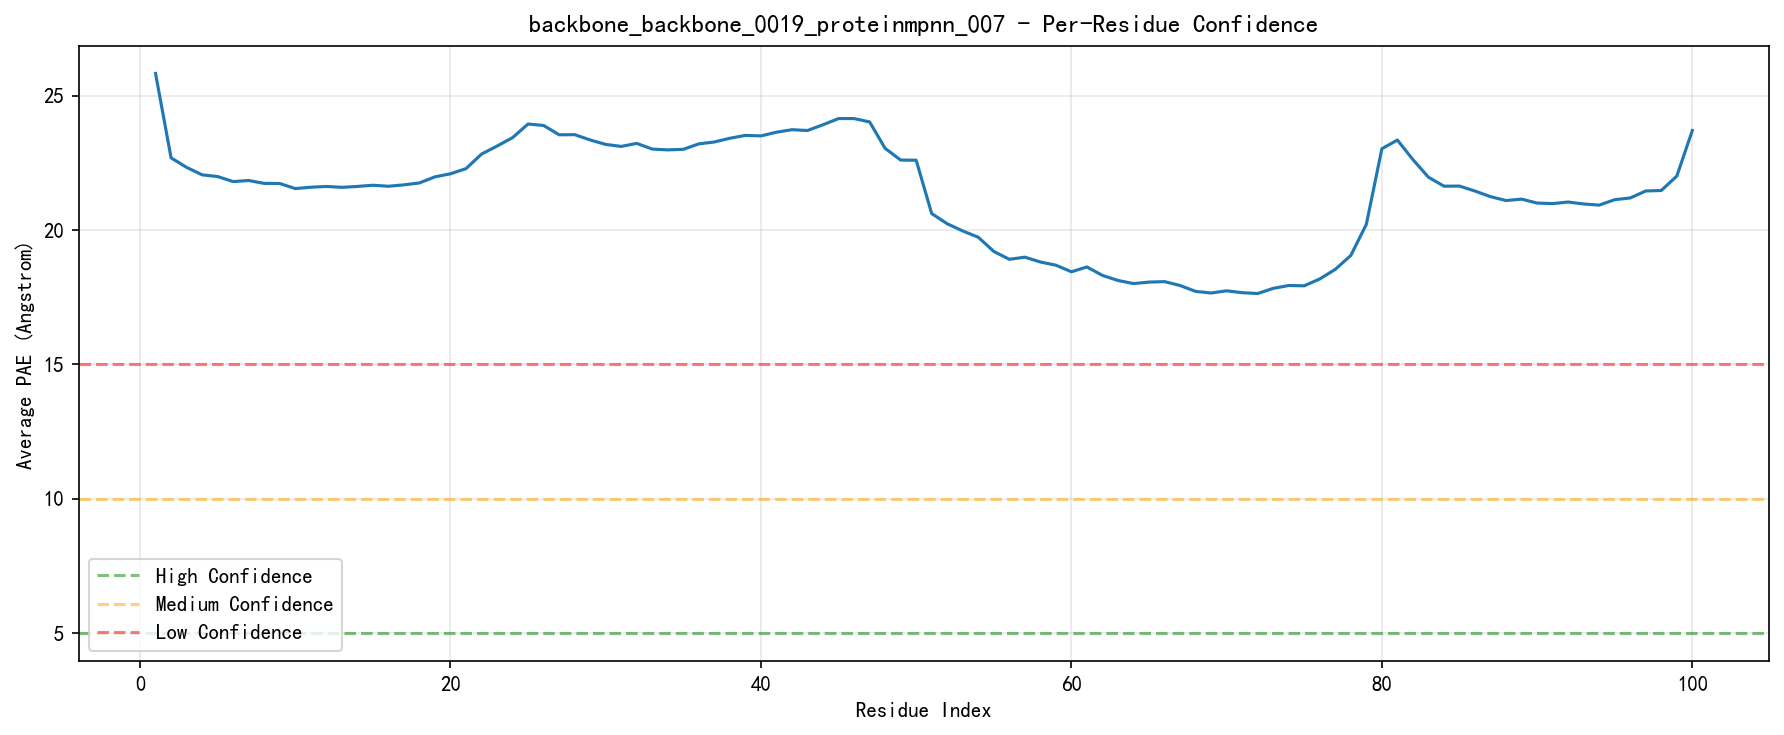 backbone_backbone_0019_proteinmpnn_007 - Per-Residue Confidence
Average PAE (Angstrom)
25
20
15
10
5
High Confidence
Medium Confidence
Low Confidence
0 20 40 60 80 100
Residue Index